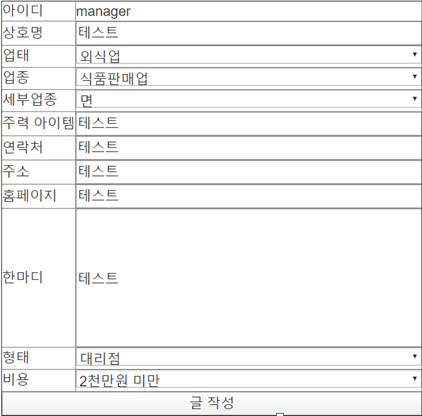 아이디 manager
상호명 테스트
업태 외식업
업종 식품판매업
세부업종 면
주력 아이템 테스트
연락처 테스트
주소 테스트
홈페이지 테스트
한마디 테스트
형태 대리점
비용 2천만원 미만
글 작성